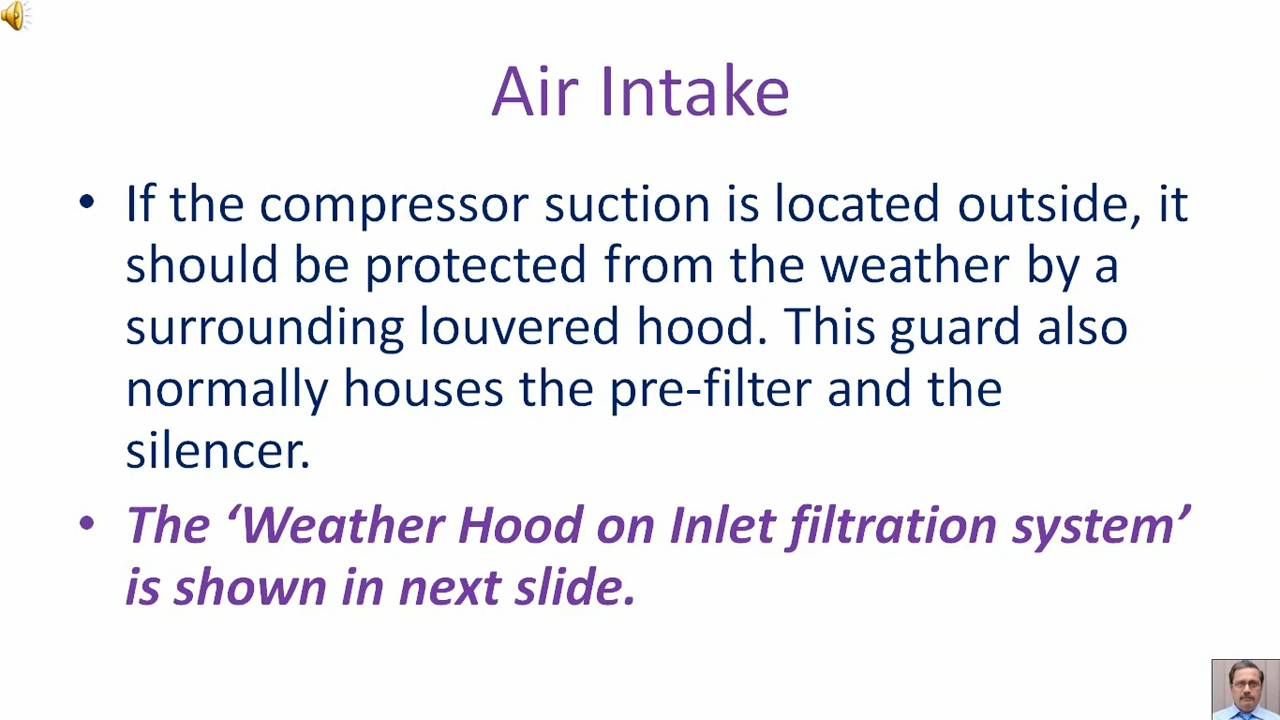 Air Intake
• If the compressor suction is located outside, it
should be protected from the weather by a
surrounding louvered hood. This guard also
normally houses the pre-filter and the
silencer.
• The ‘Weather Hood on Inlet filtration system’
is shown in next slide.